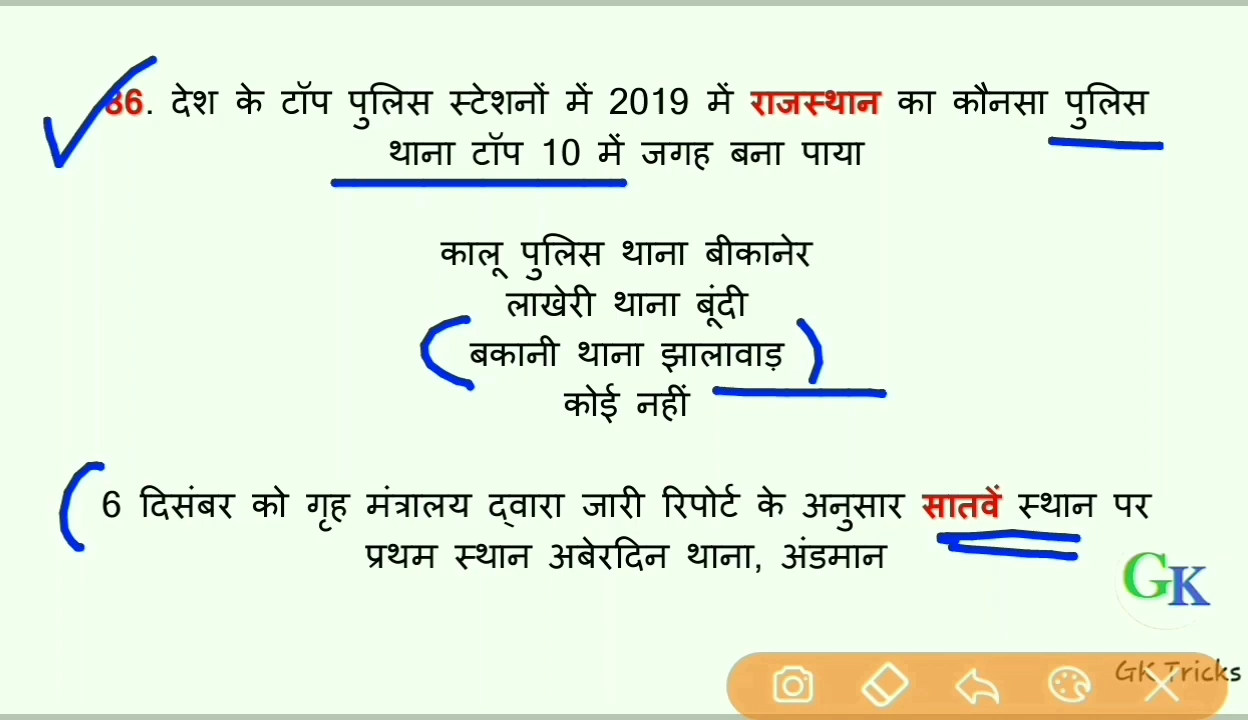 86. देश के टॉप पुलिस स्टेशनों में 2019 में राजस्थान का कौनसा पुलिस
थाना टॉप 10 में जगह बना पाया
कालू पुलिस थाना बीकानेर
लाखेरी थाना बूंदी
बकानी थाना झालावाड़
कोई नहीं
6 दिसंबर को गृह मंत्रालय द्वारा जारी रिपोर्ट के अनुसार सातवें स्थान पर
प्रथम स्थान अबेरदिन थाना, अंडमान
GK
GK Tricks